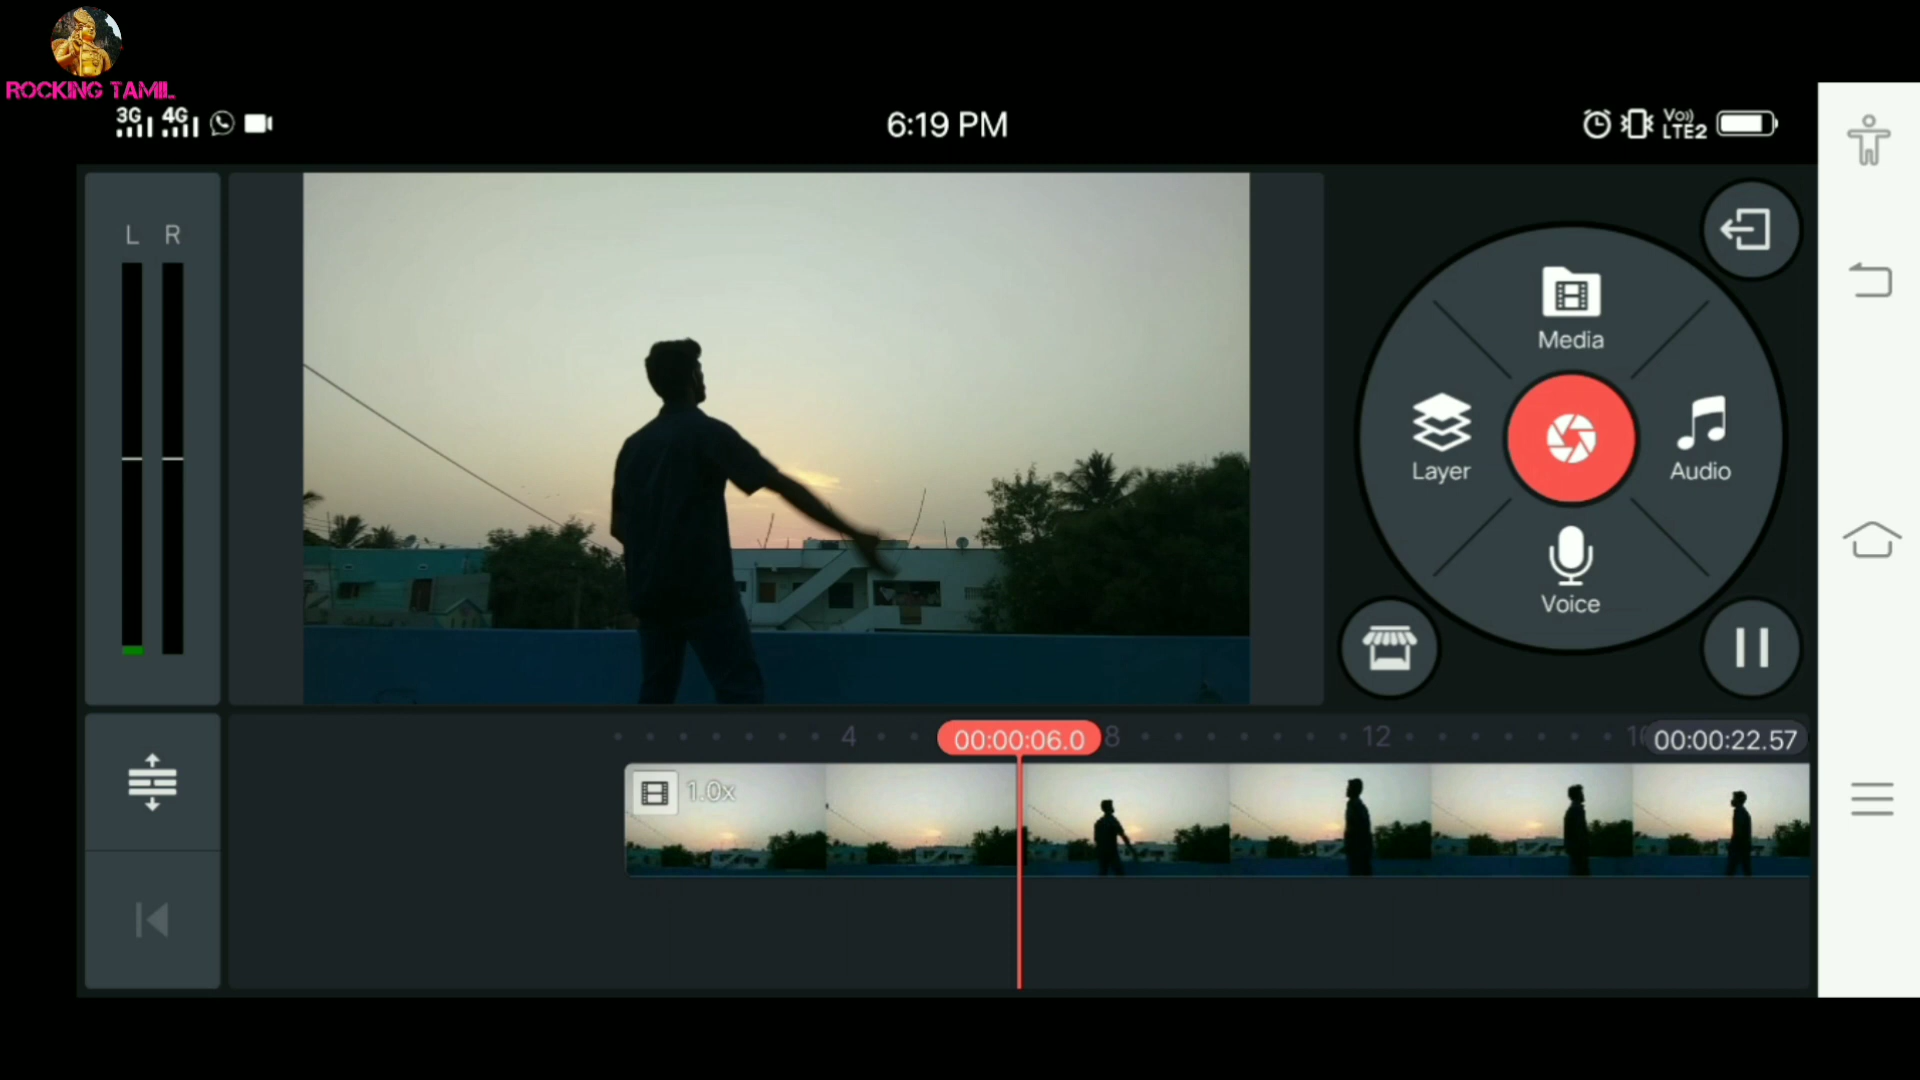 ROCKING TAMIL
3G 4G
6:19 PM
Vo))
LTE2
L R
Media
Layer
Audio
Voice
4
00:00:06.0
8
12
00:00:22.57
1.0x